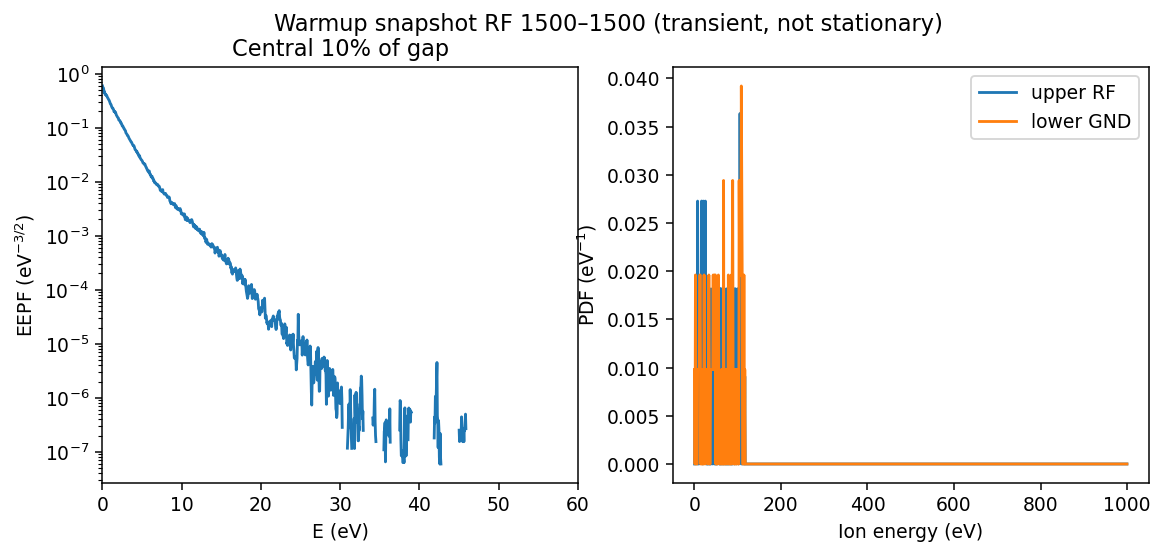 Warmup snapshot RF 1500–1500 (transient, not stationary)
Central 10% of gap
EEPF (eV⁻³ᐟ²)
10⁰
10⁻¹
10⁻²
10⁻³
10⁻⁴
10⁻⁵
10⁻⁶
10⁻⁷
0 10 20 30 40 50 60
E (eV)
PDF (eV⁻¹)
0.040
0.035
0.030
0.025
0.020
0.015
0.010
0.005
0.000
upper RF
lower GND
0 200 400 600 800 1000
Ion energy (eV)